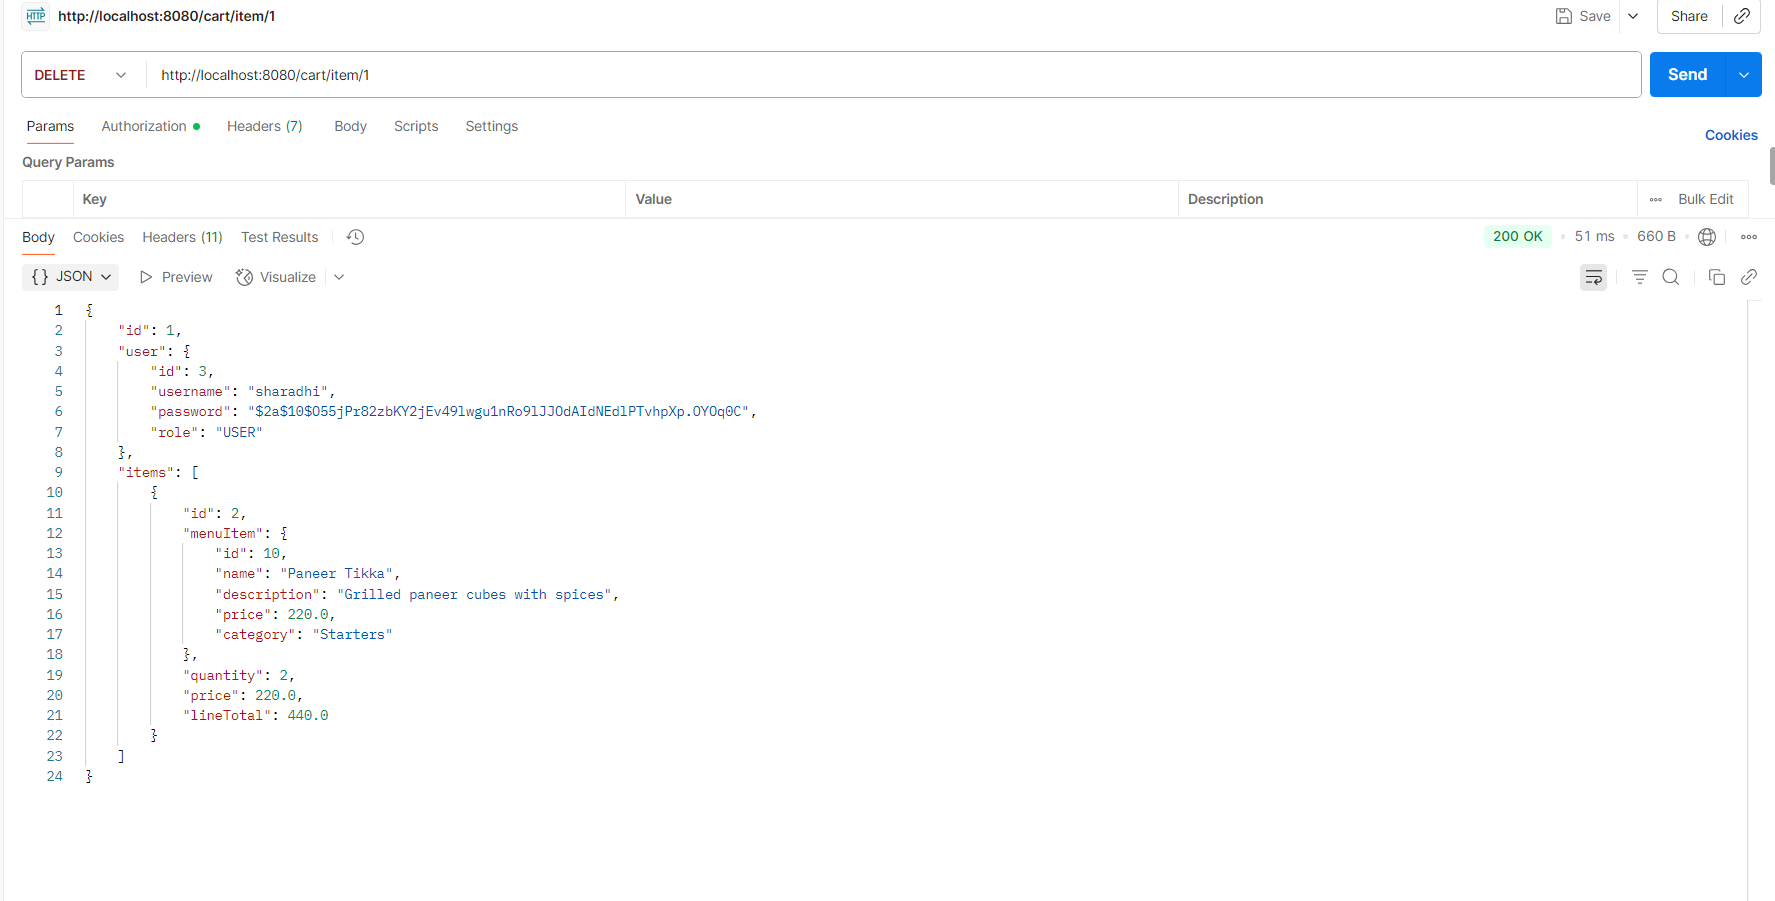 HTTP http://localhost:8080/cart/item/1 Save Share
DELETE http://localhost:8080/cart/item/1 Send
Params Authorization Headers (7) Body Scripts Settings
Cookies
Query Params
Key Value Description Bulk Edit
Body Cookies Headers (11) Test Results 200 OK 51 ms 660 B
{} JSON Preview Visualize
1 {
2 "id": 1,
3 "user": {
4 "id": 3,
5 "username": "sharadhi",
6 "password": "$2a$10$O55jPr82zbKY2jEv49lwgu1nRo9lJJOdAIdNEdlPTvhpXp.OYOq0C",
7 "role": "USER"
8 },
9 "items": [
10 {
11 "id": 2,
12 "menuItem": {
13 "id": 10,
14 "name": "Paneer Tikka",
15 "description": "Grilled paneer cubes with spices",
16 "price": 220.0,
17 "category": "Starters"
18 },
19 "quantity": 2,
20 "price": 220.0,
21 "lineTotal": 440.0
22 }
23 ]
24 }